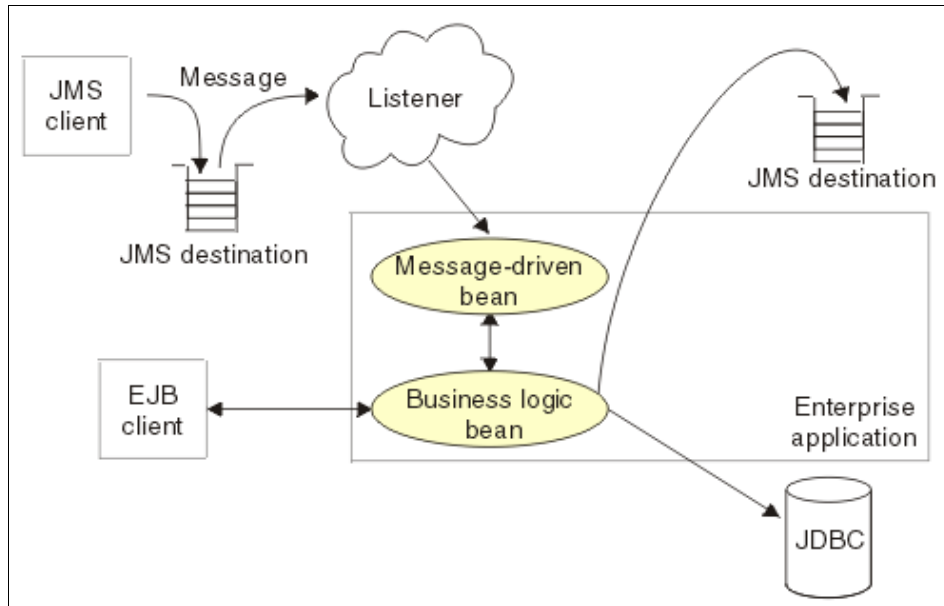 JMS
client
Message
Listener
JMS destination
JMS destination
Message-driven
bean
EJB
client
Business logic
bean
Enterprise
application
JDBC